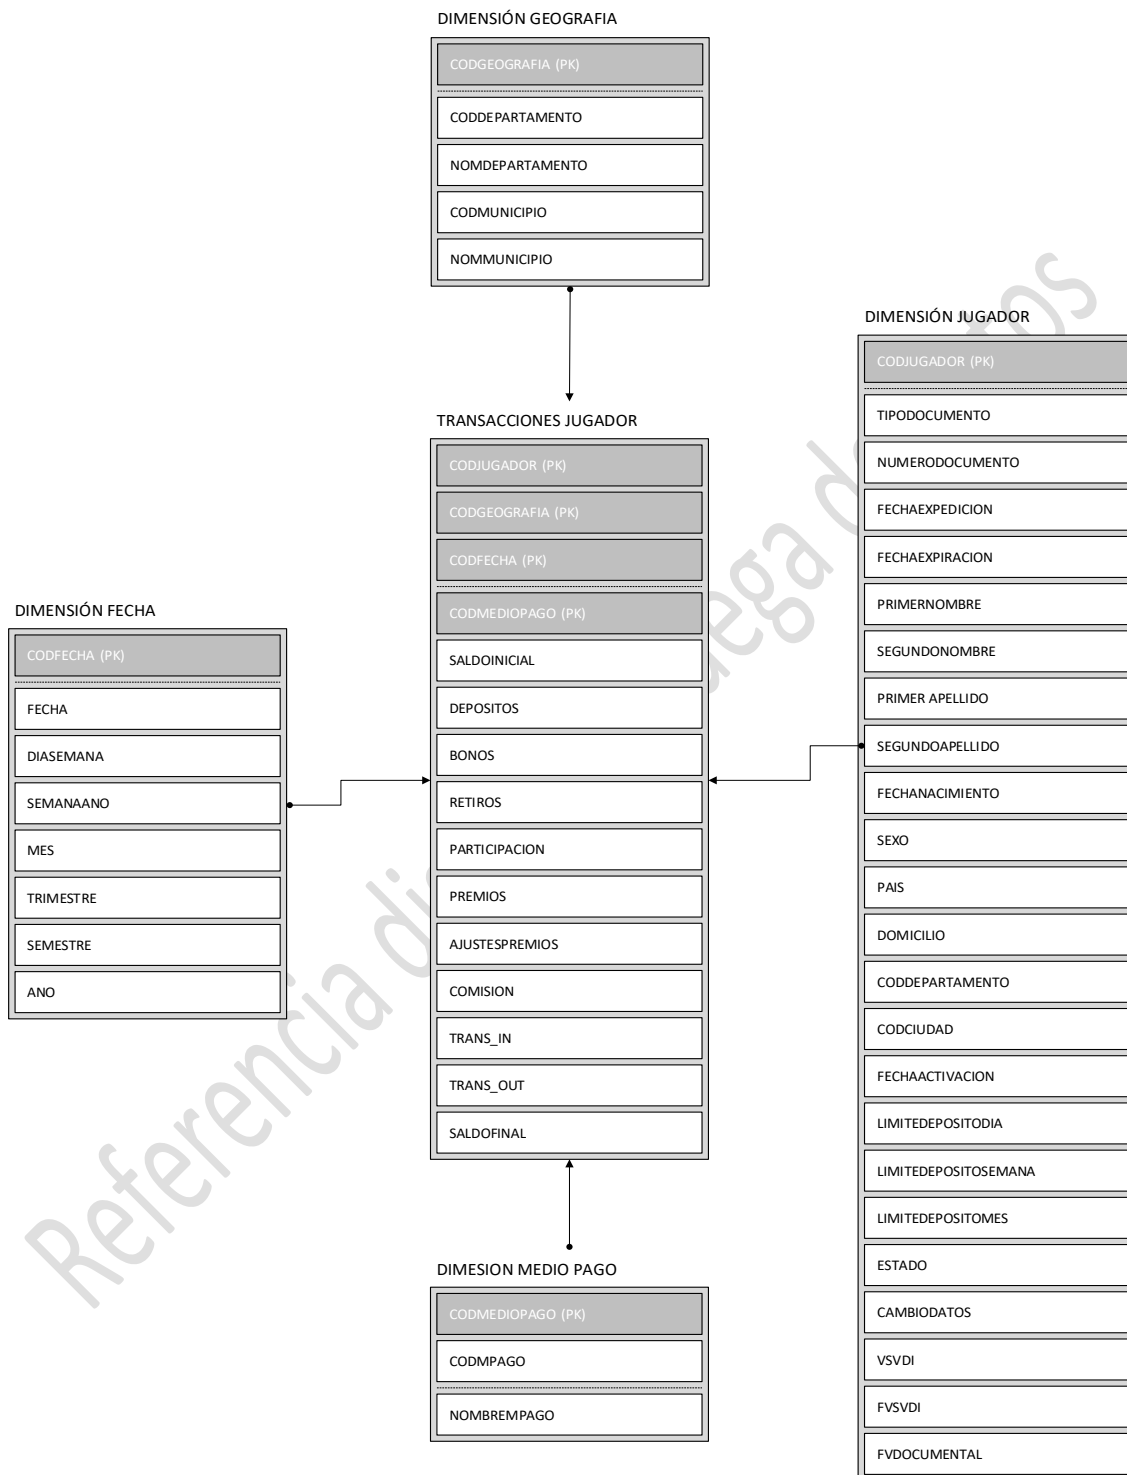 DIMENSIÓN GEOGRAFIA
CODGEOGRAFIA (PK)
CODDEPARTAMENTO
NOMDEPARTAMENTO
CODMUNICIPIO
NOMMUNICIPIO
DIMENSIÓN JUGADOR
CODJUGADOR (PK)
TIPODOCUMENTO
NUMERODOCUMENTO
FECHAEXPEDICION
FECHAEXPIRACION
PRIMERNOMBRE
SEGUNDONOMBRE
PRIMER APELLIDO
SEGUNDOAPELLIDO
FECHANACIMIENTO
SEXO
PAIS
DOMICILIO
CODDEPARTAMENTO
CODCIUDAD
FECHAACTIVACION
LIMITEDEPOSITODIA
LIMITEDEPOSITOSEMANA
LIMITEDEPOSITOMES
ESTADO
CAMBIODATOS
VSVDI
FVSVDI
FVDOCUMENTAL
TRANSACCIONES JUGADOR
CODJUGADOR (PK)
CODGEOGRAFIA (PK)
CODFECHA (PK)
CODMEDIOPAGO (PK)
SALDOINICIAL
DEPOSITOS
BONOS
RETIROS
PARTICIPACION
PREMIOS
AJUSTESPREMIOS
COMISION
TRANS_IN
TRANS_OUT
SALDOFINAL
DIMENSIÓN FECHA
CODFECHA (PK)
FECHA
DIASEMANA
SEMANAANO
MES
TRIMESTRE
SEMESTRE
ANO
DIMESION MEDIO PAGO
CODMEDIOPAGO (PK)
CODMPAGO
NOMBREMPAGO
Referencia